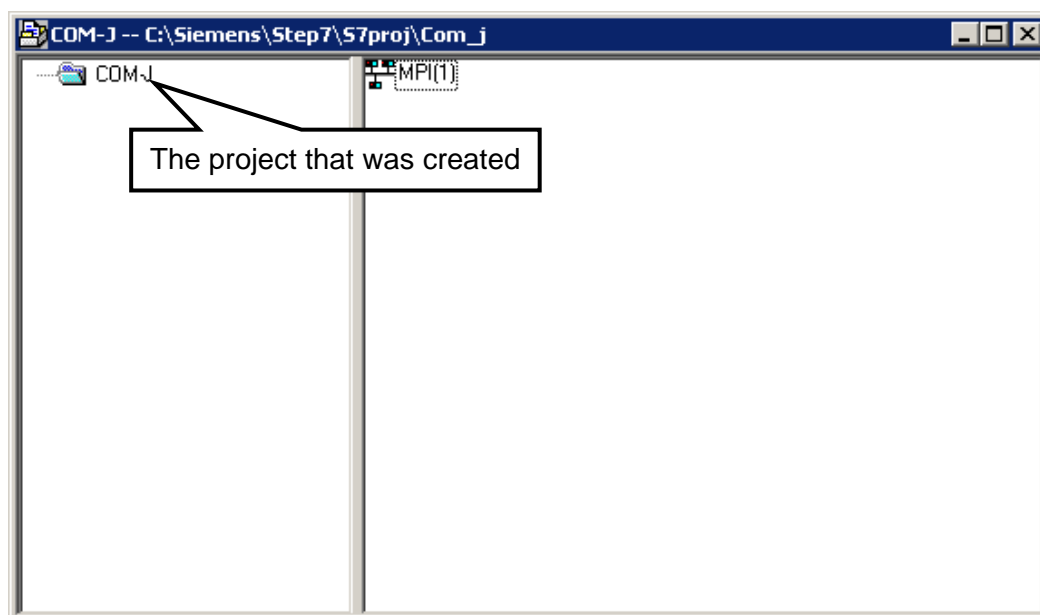 COM-J -- C:\Siemens\Step7\S7proj\Com_j
COM-J
MPI(1)
The project that was created